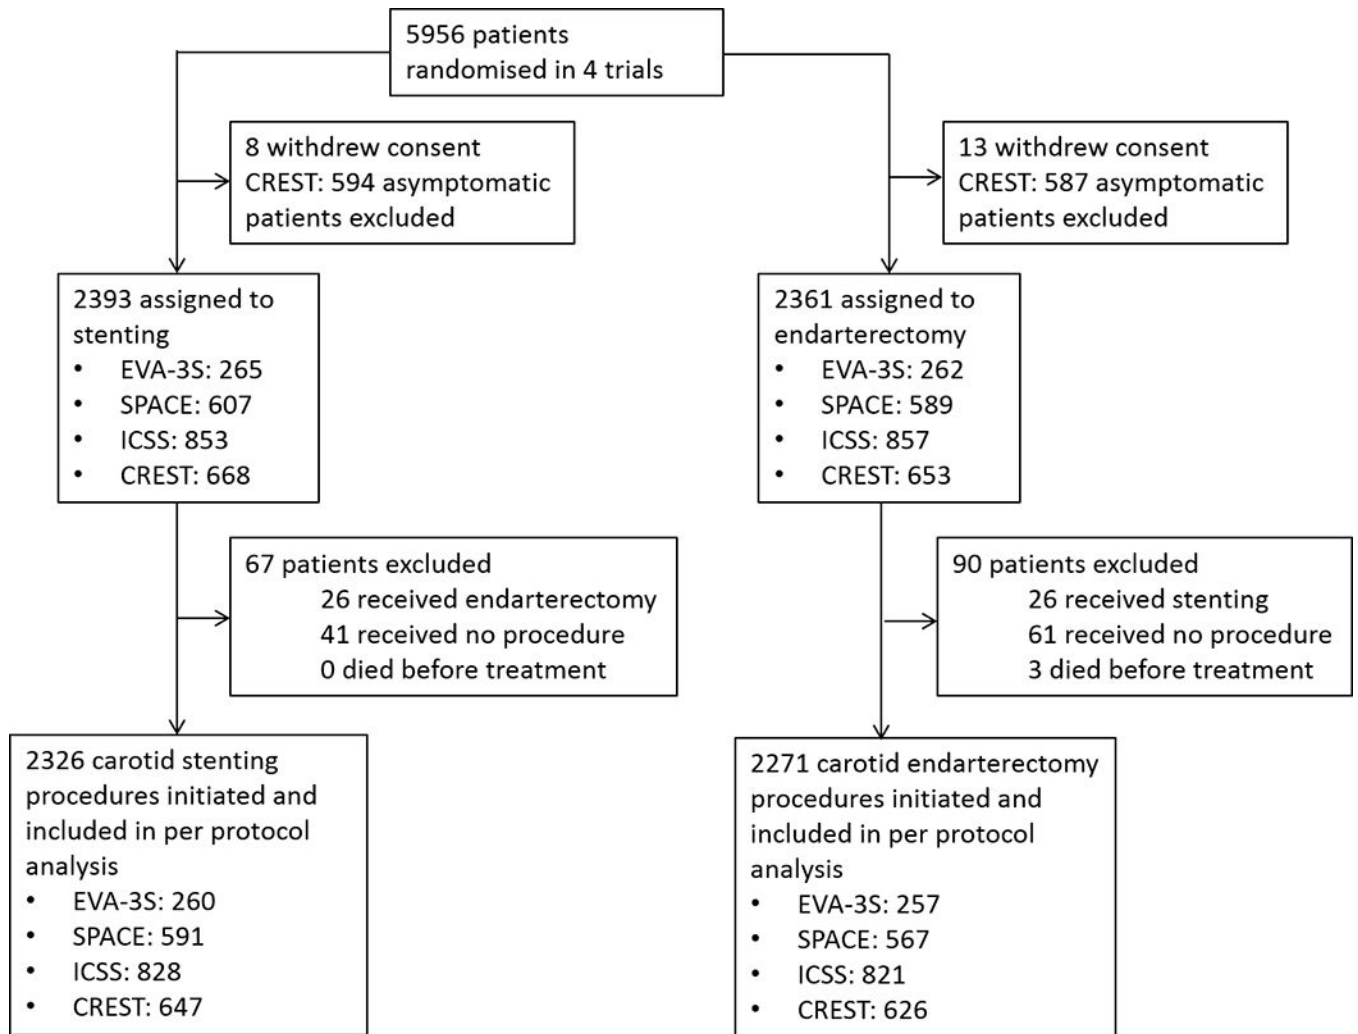 5956 patients
randomised in 4 trials
8 withdrew consent
CREST: 594 asymptomatic
patients excluded
13 withdrew consent
CREST: 587 asymptomatic
patients excluded
2393 assigned to
stenting
• EVA-3S: 265
• SPACE: 607
• ICSS: 853
• CREST: 668
2361 assigned to
endarterectomy
• EVA-3S: 262
• SPACE: 589
• ICSS: 857
• CREST: 653
67 patients excluded
26 received endarterectomy
41 received no procedure
0 died before treatment
90 patients excluded
26 received stenting
61 received no procedure
3 died before treatment
2326 carotid stenting
procedures initiated and
included in per protocol
analysis
• EVA-3S: 260
• SPACE: 591
• ICSS: 828
• CREST: 647
2271 carotid endarterectomy
procedures initiated and
included in per protocol
analysis
• EVA-3S: 257
• SPACE: 567
• ICSS: 821
• CREST: 626